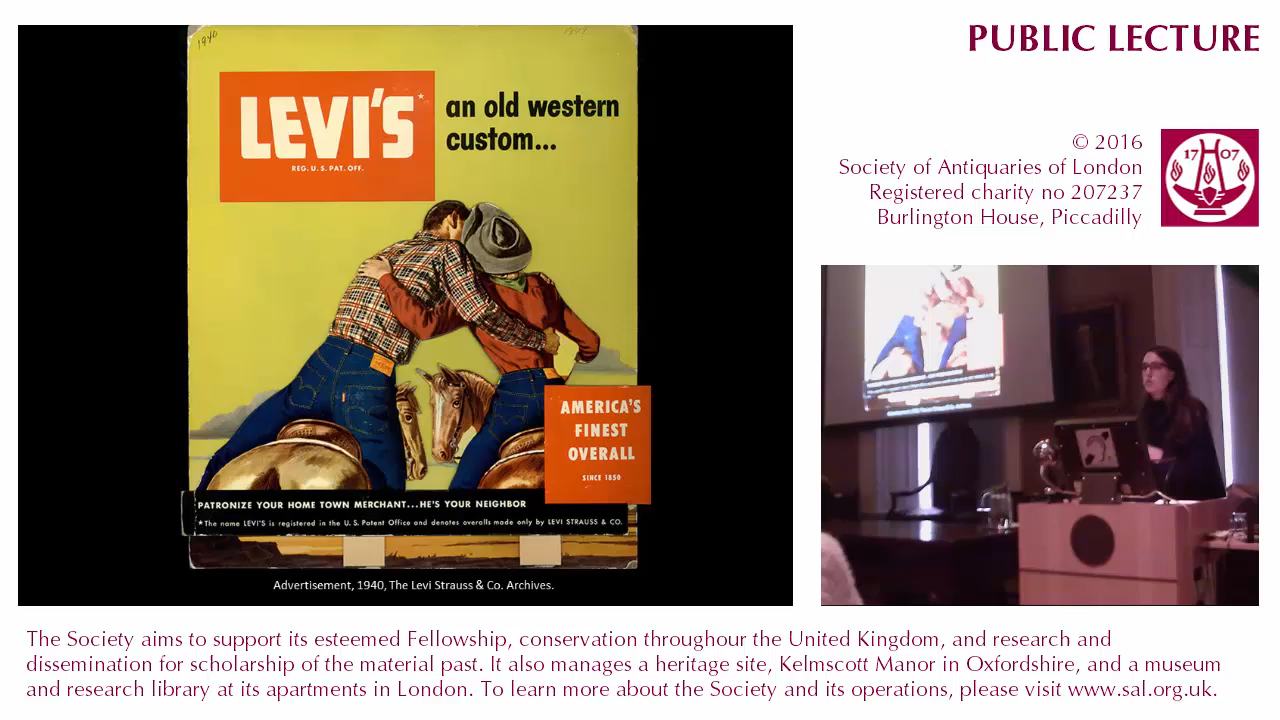 PUBLIC LECTURE
© 2016
Society of Antiquaries of London
Registered charity no 207237
Burlington House, Piccadilly
1707
1940
LEVI'S*
REG. U. S. PAT. OFF.
an old western
custom...
AMERICA'S
FINEST
OVERALL
SINCE 1850
PATRONIZE YOUR HOME TOWN MERCHANT...HE'S YOUR NEIGHBOR
*The name LEVI'S is registered in the U. S. Patent Office and denotes overalls made only by LEVI STRAUSS & CO.
Advertisement, 1940, The Levi Strauss & Co. Archives.
The Society aims to support its esteemed Fellowship, conservation throughour the United Kingdom, and research and
dissemination for scholarship of the material past. It also manages a heritage site, Kelmscott Manor in Oxfordshire, and a museum
and research library at its apartments in London. To learn more about the Society and its operations, please visit www.sal.org.uk.